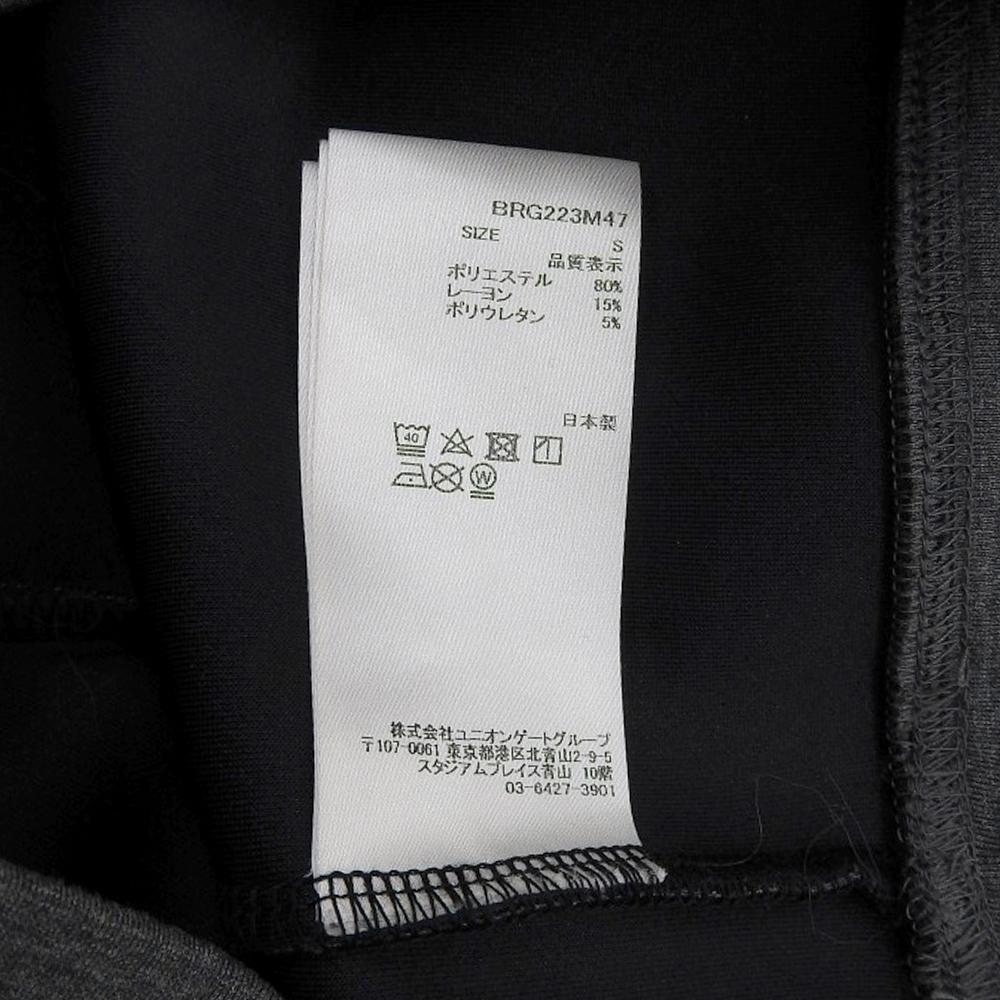 BRG223M47
SIZE S
品質表示
ポリエステル 80%
レーヨン 15%
ポリウレタン 5%
日本製
40
W
株式会社ユニオンゲートグループ
〒107-0061 東京都港区北青山2-9-5
スタジアムプレイス青山 10階
03-6427-3901